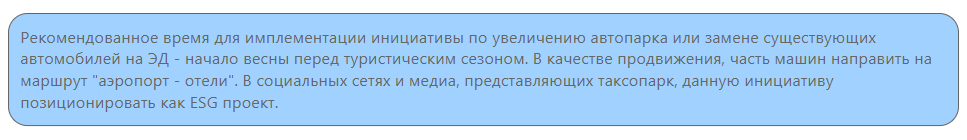 Рекомендованное время для имплементации инициативы по увеличению автопарка или замене существующих
автомобилей на ЭД - начало весны перед туристическим сезоном. В качестве продвижения, часть машин направить на
маршрут "аэропорт - отели". В социальных сетях и медиа, представляющих таксопарк, данную инициативу
позиционировать как ESG проект.